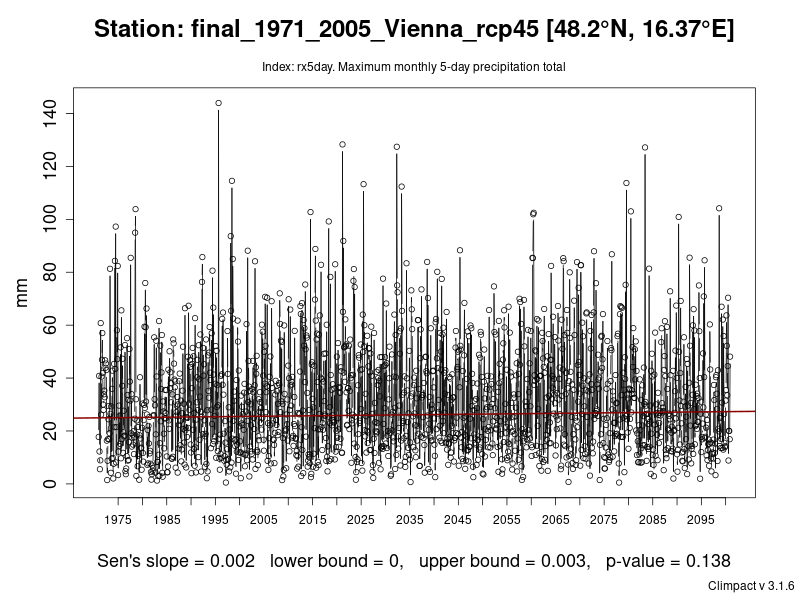 Station: final_1971_2005_Vienna_rcp45 [48.2°N, 16.37°E]
Index: rx5day. Maximum monthly 5-day precipitation total
140
120
100
80
60
40
20
0
mm
1975 1985 1995 2005 2015 2025 2035 2045 2055 2065 2075 2085 2095
Sen's slope = 0.002 lower bound = 0, upper bound = 0.003, p-value = 0.138
Climpact v 3.1.6